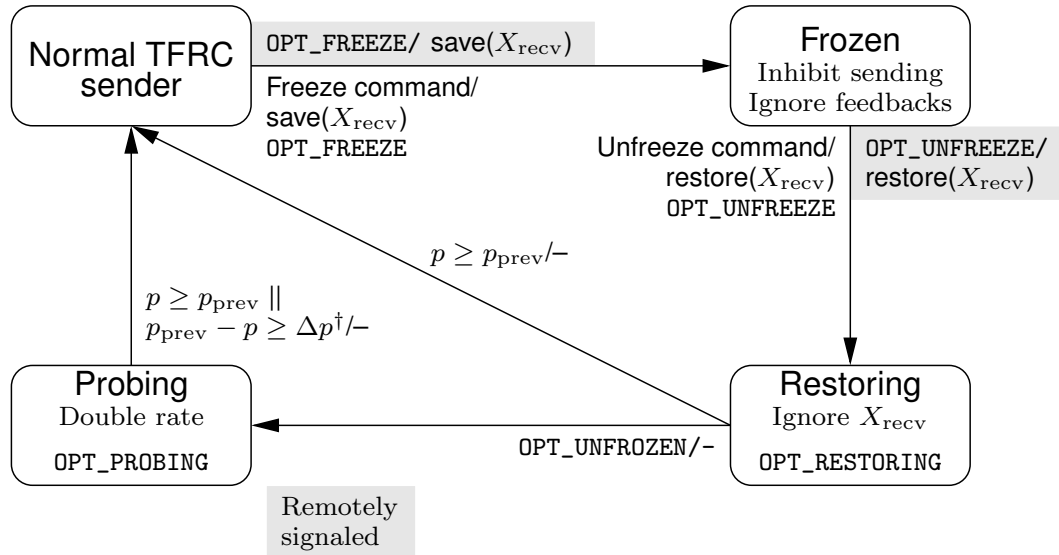 Normal TFRC
sender
OPT_FREEZE/ save(X_recv)
Freeze command/
save(X_recv)
OPT_FREEZE
Frozen
Inhibit sending
Ignore feedbacks
Unfreeze command/
restore(X_recv)
OPT_UNFREEZE
OPT_UNFREEZE/
restore(X_recv)
p ≥ p_prev/–
p ≥ p_prev ||
p_prev − p ≥ Δp†/–
Probing
Double rate
OPT_PROBING
OPT_UNFROZEN/-
Restoring
Ignore X_recv
OPT_RESTORING
Remotely
signaled